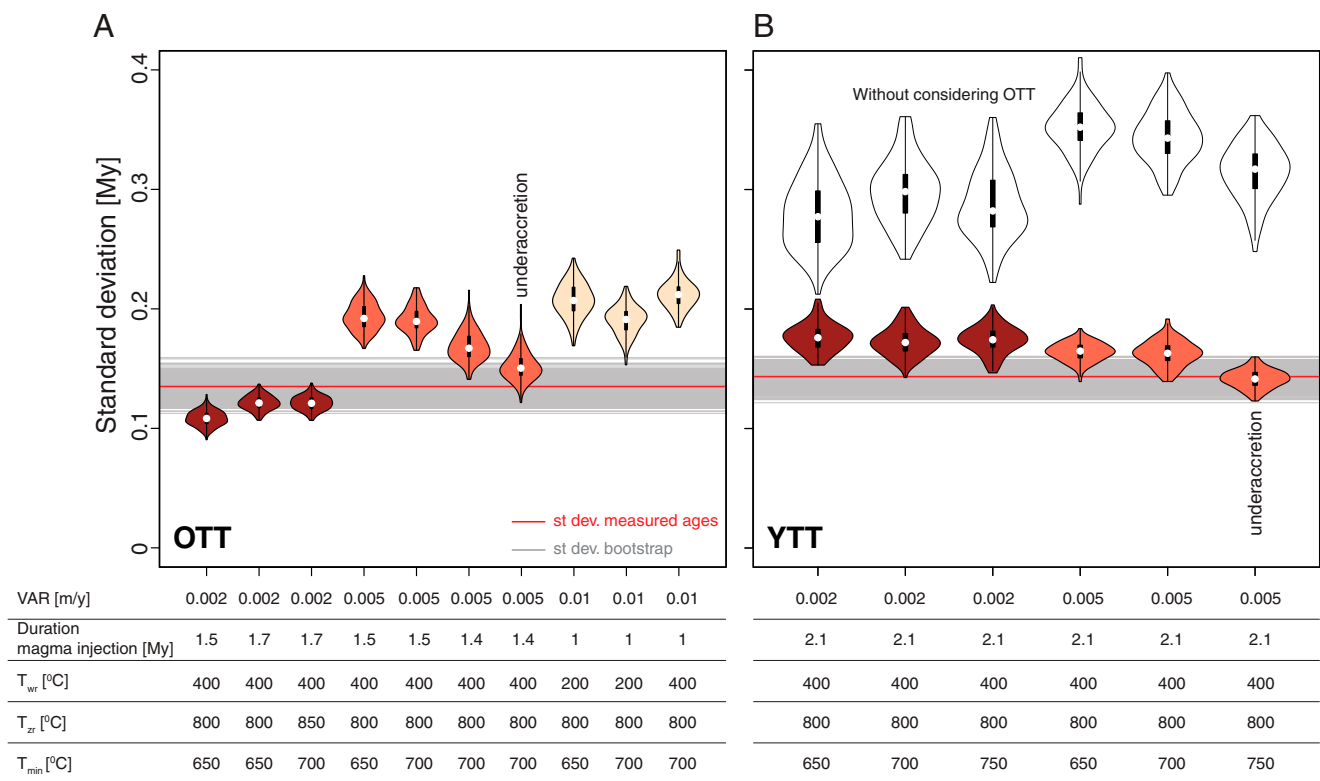 A
B
0.4
0.3
0.2
0.1
0
Standard deviation [My]
underaccretion
OTT
st dev. measured ages
st dev. bootstrap
Without considering OTT
underaccretion
YTT
VAR [m/y] 0.002 0.002 0.002 0.005 0.005 0.005 0.005 0.01 0.01 0.01 0.002 0.002 0.002 0.005 0.005 0.005
Duration
magma injection [My] 1.5 1.7 1.7 1.5 1.5 1.4 1.4 1 1 1 2.1 2.1 2.1 2.1 2.1 2.1
Twr [⁰C] 400 400 400 400 400 400 400 200 200 400 400 400 400 400 400 400
Tzr [⁰C] 800 800 850 800 800 800 800 800 800 800 800 800 800 800 800 800
Tmin [⁰C] 650 650 700 650 700 700 700 650 700 700 650 700 750 650 700 750